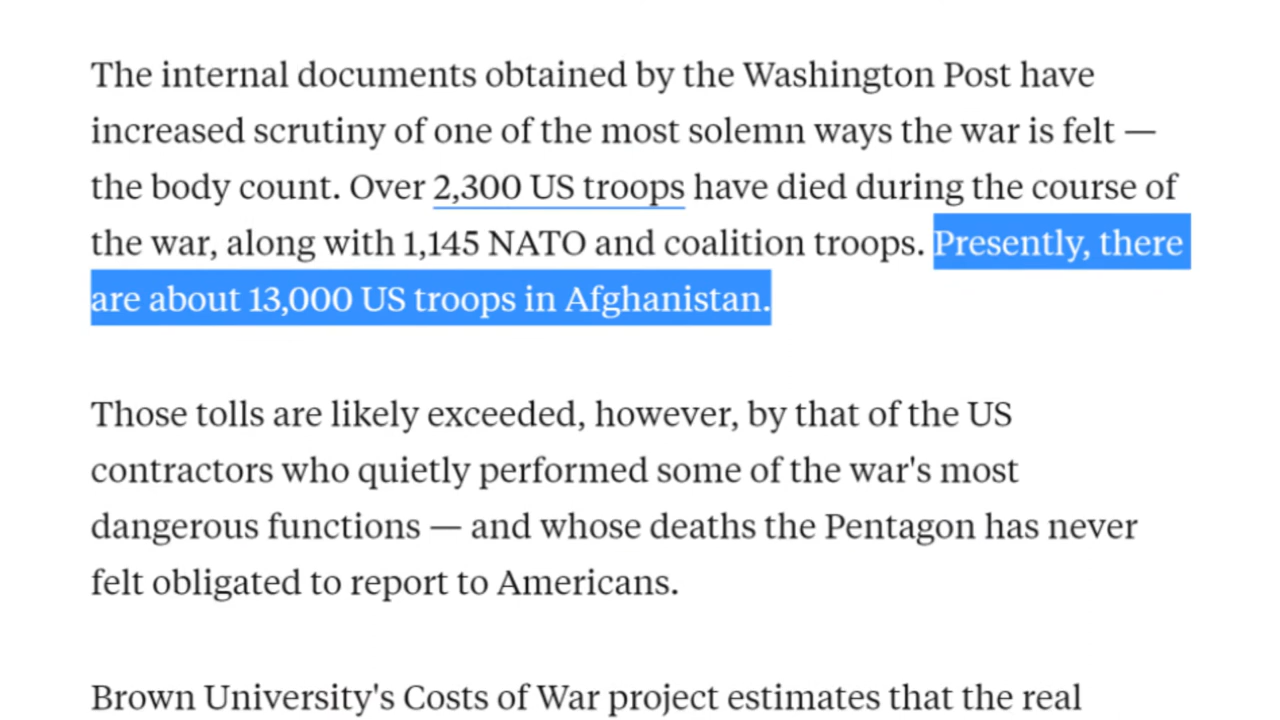 The internal documents obtained by the Washington Post have
increased scrutiny of one of the most solemn ways the war is felt —
the body count. Over 2,300 US troops have died during the course of
the war, along with 1,145 NATO and coalition troops. Presently, there
are about 13,000 US troops in Afghanistan.
Those tolls are likely exceeded, however, by that of the US
contractors who quietly performed some of the war's most
dangerous functions — and whose deaths the Pentagon has never
felt obligated to report to Americans.
Brown University's Costs of War project estimates that the real